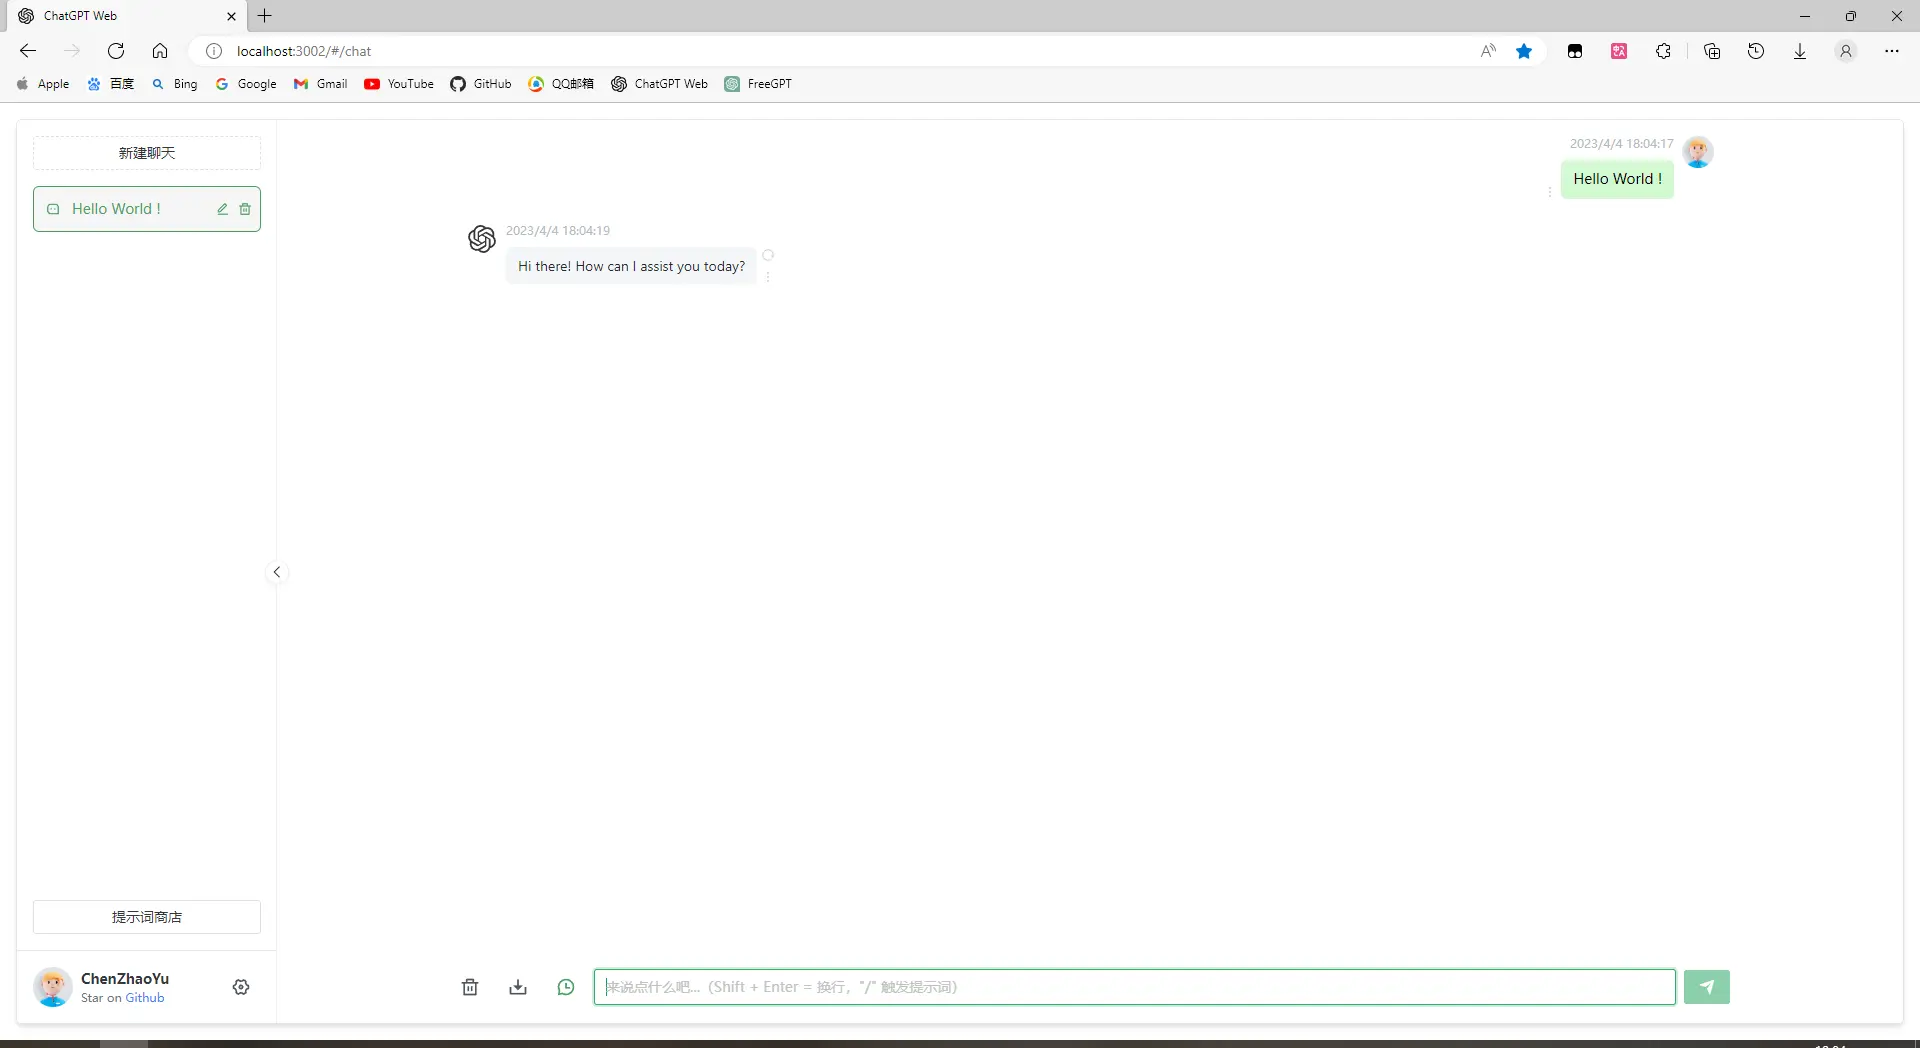 ChatGPT Web
localhost:3002/#/chat
Apple 百度 Bing Google Gmail YouTube GitHub QQ邮箱 ChatGPT Web FreeGPT
新建聊天
Hello World !
2023/4/4 18:04:17
Hello World !
2023/4/4 18:04:19
Hi there! How can I assist you today?
提示词商店
ChenZhaoYu
Star on Github
来说点什么吧... (Shift + Enter = 换行，"/" 触发提示词)